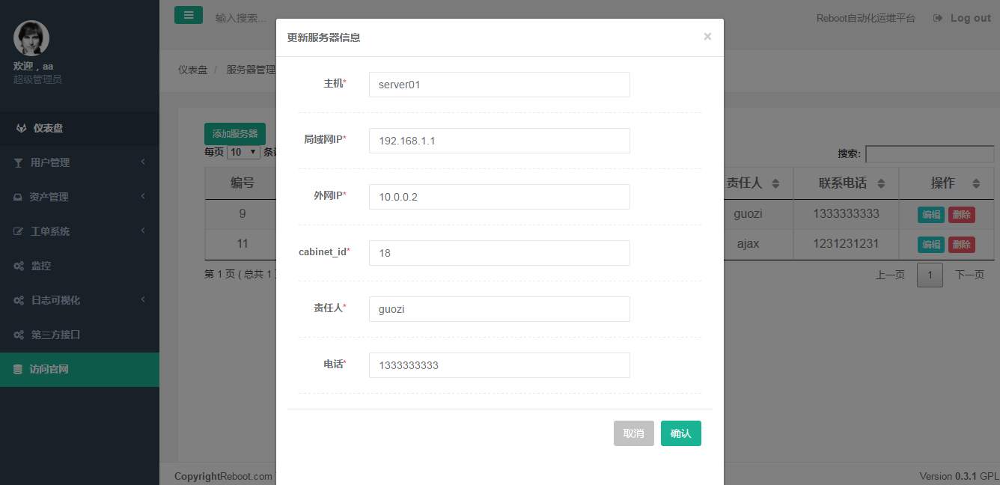 欢迎，aa
超级管理员
仪表盘
用户管理
资产管理
工单系统
监控
日志可视化
第三方接口
访问官网
输入搜索...
Reboot自动化运维平台 Log out
仪表盘 / 服务器管理
添加服务器
每页 10 条
搜索:
编号 责任人 联系电话 操作
9 guozi 1333333333 编辑 删除
11 ajax 1231231231 编辑 删除
第 1 页 ( 总共 1
上一页 1 下一页
CopyrightReboot.com
Version 0.3.1 GPL
更新服务器信息 ×
主机* server01
局域网IP* 192.168.1.1
外网IP* 10.0.0.2
cabinet_id* 18
责任人* guozi
电话* 1333333333
取消 确认